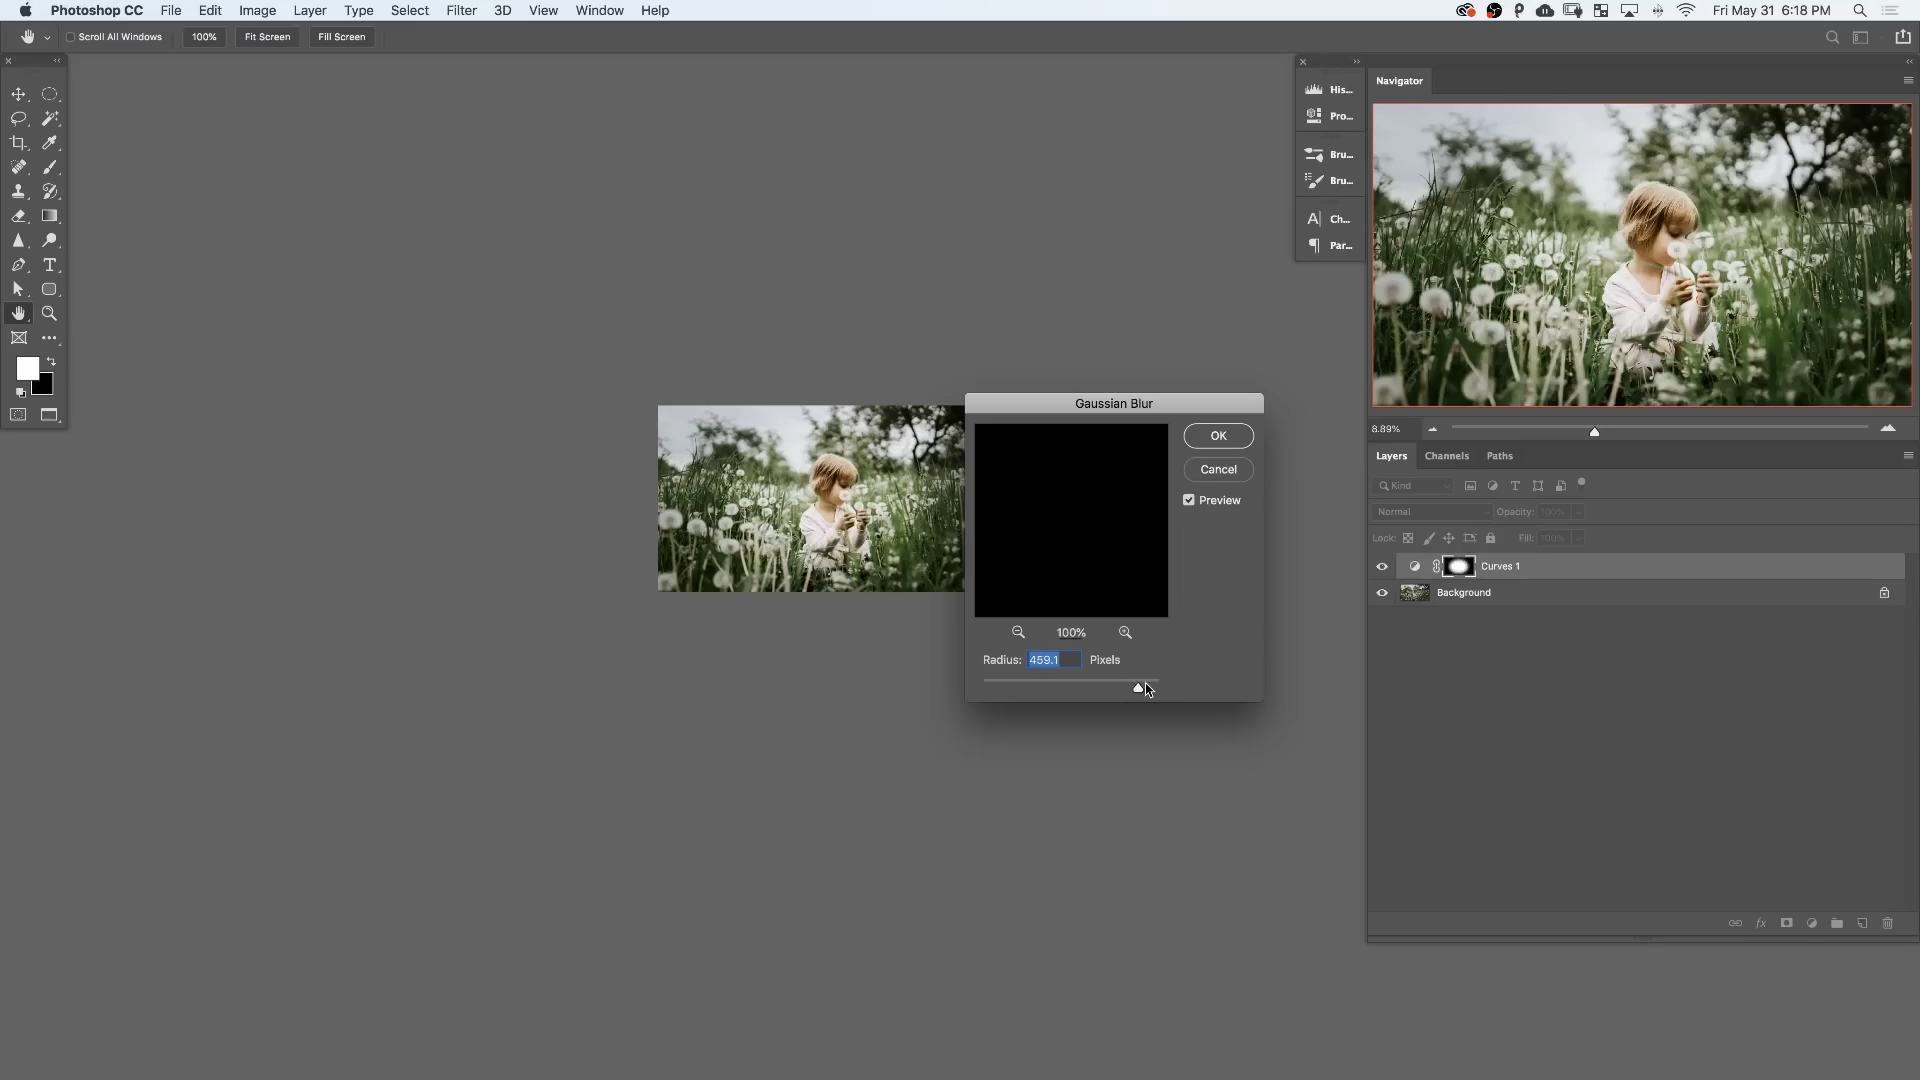 Photoshop CC File Edit Image Layer Type Select Filter 3D View Window Help Fri May 31 6:18 PM
Scroll All Windows 100% Fit Screen Fill Screen
His...
Pro...
Bru...
Bru...
Ch...
Par...
Navigator
8.89%
Layers Channels Paths
Kind
Normal Opacity: 100%
Lock: Fill: 100%
Curves 1
Background
fx
Gaussian Blur
OK
Cancel
Preview
100%
Radius: 459.1 Pixels